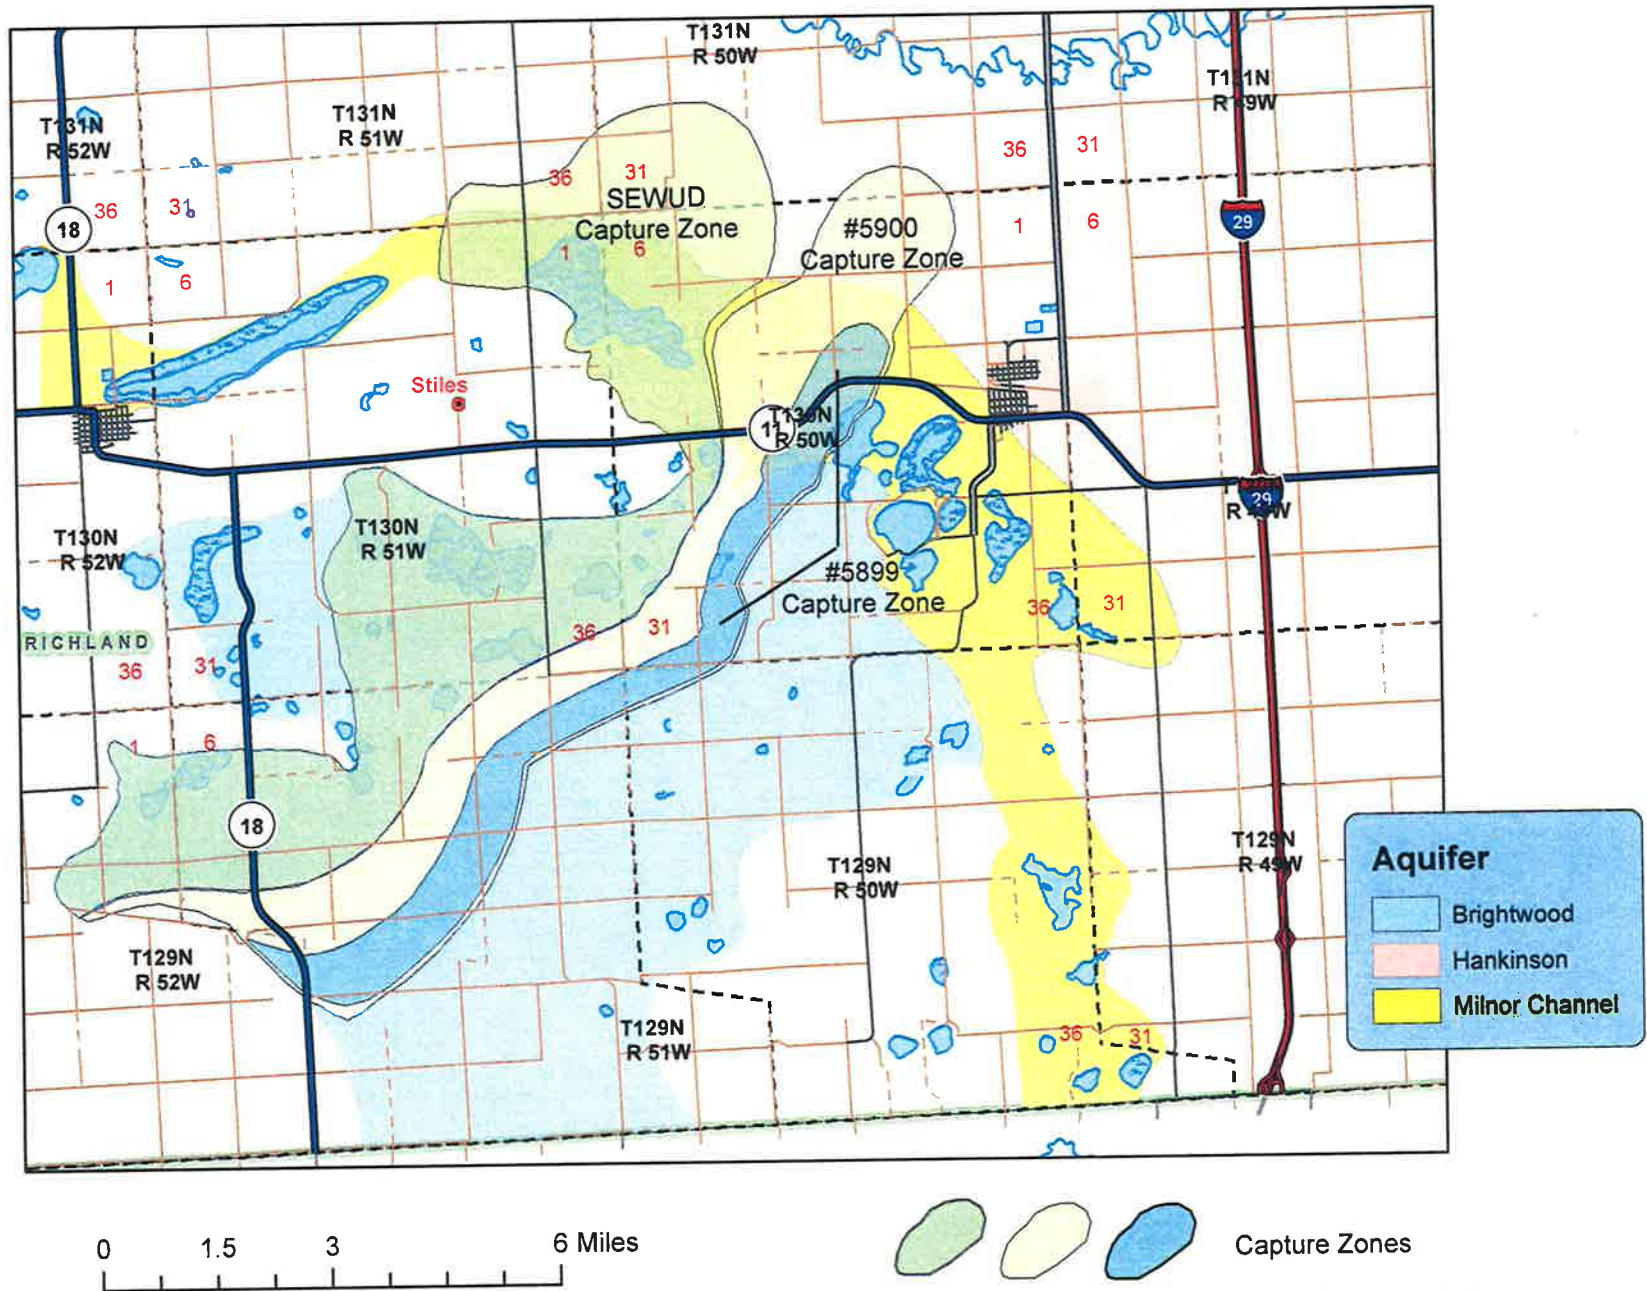 T131N
R 50W
T131N
R 49W
T131N
R 52W
T131N
R 51W
36
31
36
31
36
31
SEWUD
Capture Zone
#5900
Capture Zone
18
29
1
6
1
6
1
6
Stiles
11
T130N
R 50W
29
R 49W
T130N
R 52W
T130N
R 51W
#5899
Capture Zone
RICHLAND
36
31
36
31
36
31
1
6
18
T129N
R 50W
T129N
R 49W
T129N
R 52W
T129N
R 51W
36
31
Aquifer
Brightwood
Hankinson
Milnor Channel
0
1.5
3
6 Miles
Capture Zones